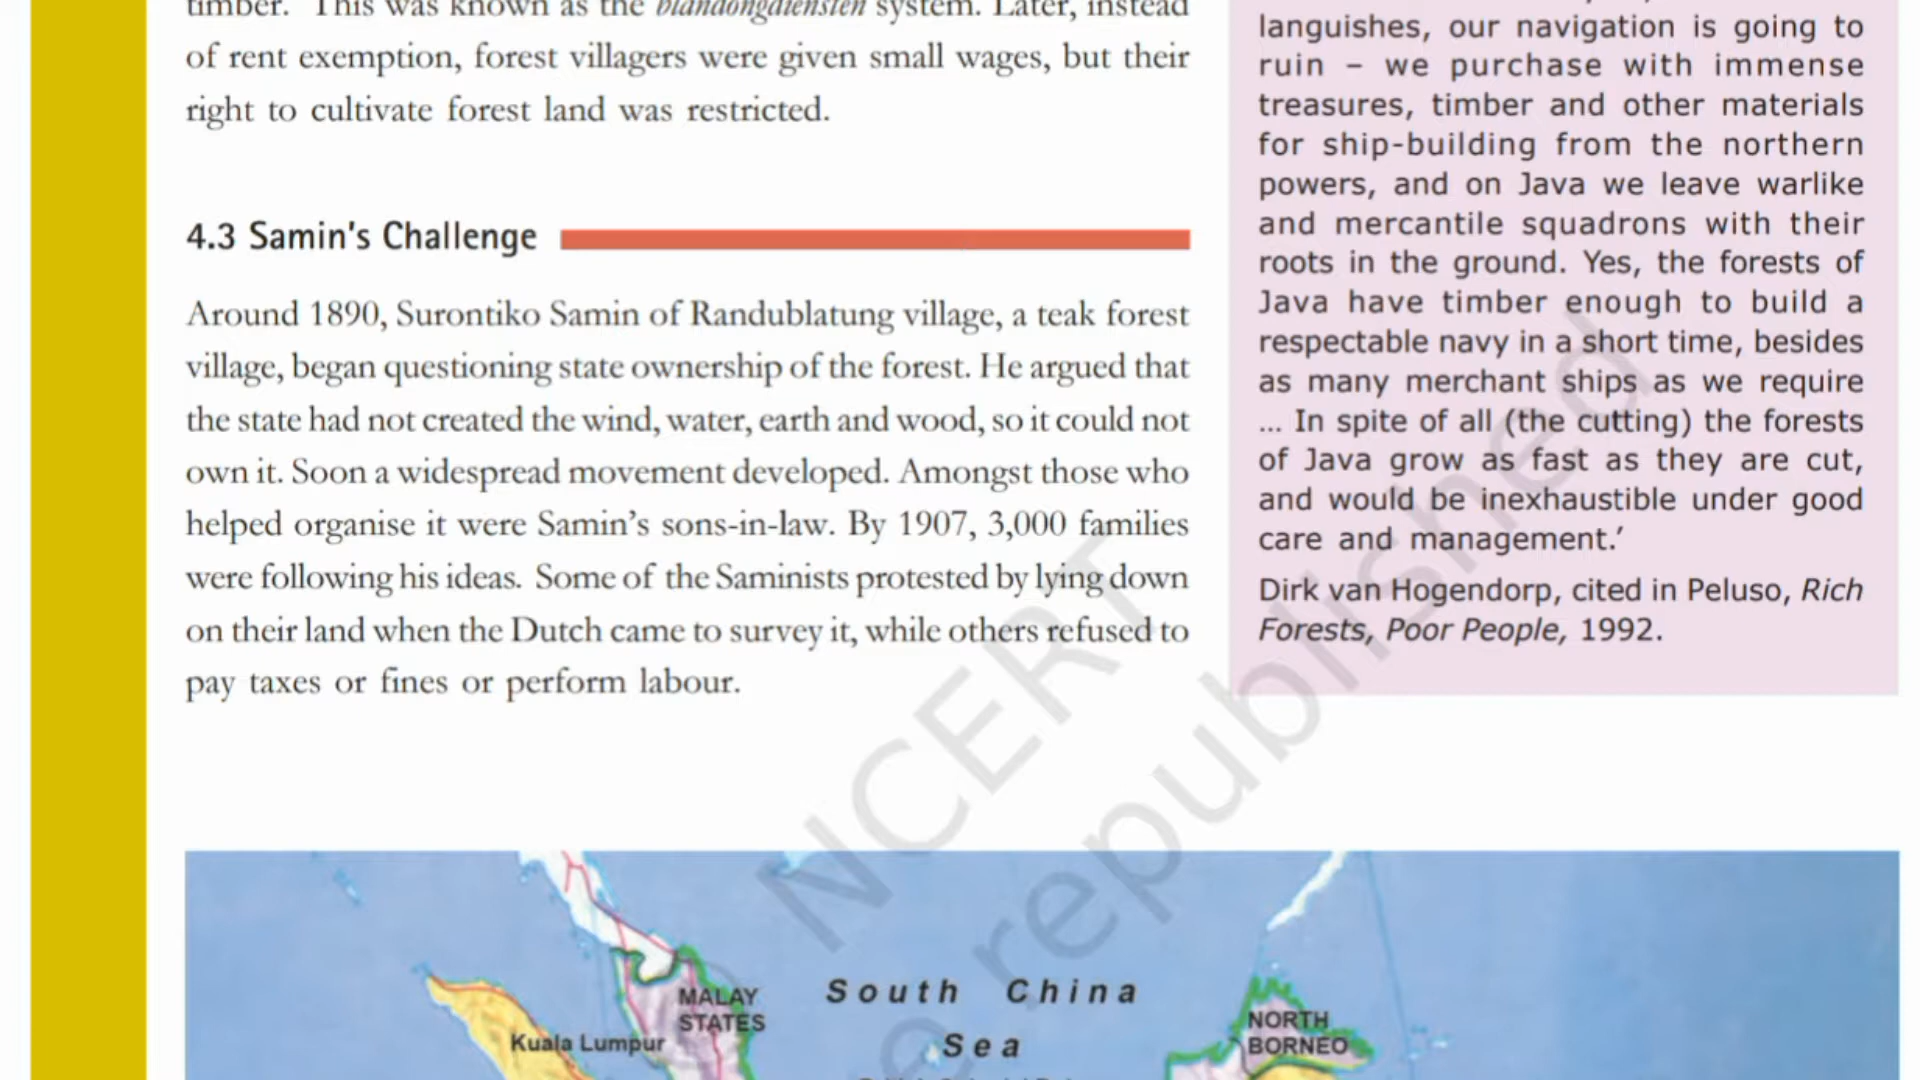 timber. This was known as the blandongdiensten system. Later, instead
of rent exemption, forest villagers were given small wages, but their
right to cultivate forest land was restricted.
4.3 Samin's Challenge
Around 1890, Surontiko Samin of Randublatung village, a teak forest
village, began questioning state ownership of the forest. He argued that
the state had not created the wind, water, earth and wood, so it could not
own it. Soon a widespread movement developed. Amongst those who
helped organise it were Samin's sons-in-law. By 1907, 3,000 families
were following his ideas. Some of the Saminists protested by lying down
on their land when the Dutch came to survey it, while others refused to
pay taxes or fines or perform labour.
languishes, our navigation is going to
ruin – we purchase with immense
treasures, timber and other materials
for ship-building from the northern
powers, and on Java we leave warlike
and mercantile squadrons with their
roots in the ground. Yes, the forests of
Java have timber enough to build a
respectable navy in a short time, besides
as many merchant ships as we require
... In spite of all (the cutting) the forests
of Java grow as fast as they are cut,
and would be inexhaustible under good
care and management.'
Dirk van Hogendorp, cited in Peluso, Rich
Forests, Poor People, 1992.
NCERT
republished
MALAY
STATES
Kuala Lumpur
South China
Sea
NORTH
BORNEO